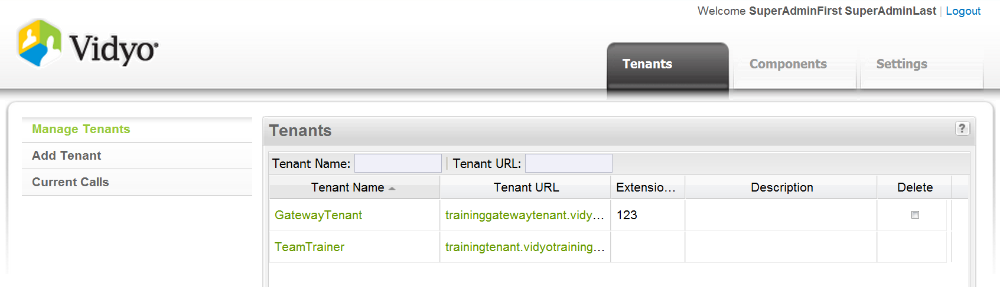 Welcome SuperAdminFirst SuperAdminLast | Logout
Vidyo®
Tenants Components Settings
Manage Tenants
Add Tenant
Current Calls
Tenants ?
Tenant Name: Tenant URL:
Tenant Name Tenant URL Extensio... Description Delete
GatewayTenant traininggatewaytenant.vidy... 123
TeamTrainer trainingtenant.vidyotraining...